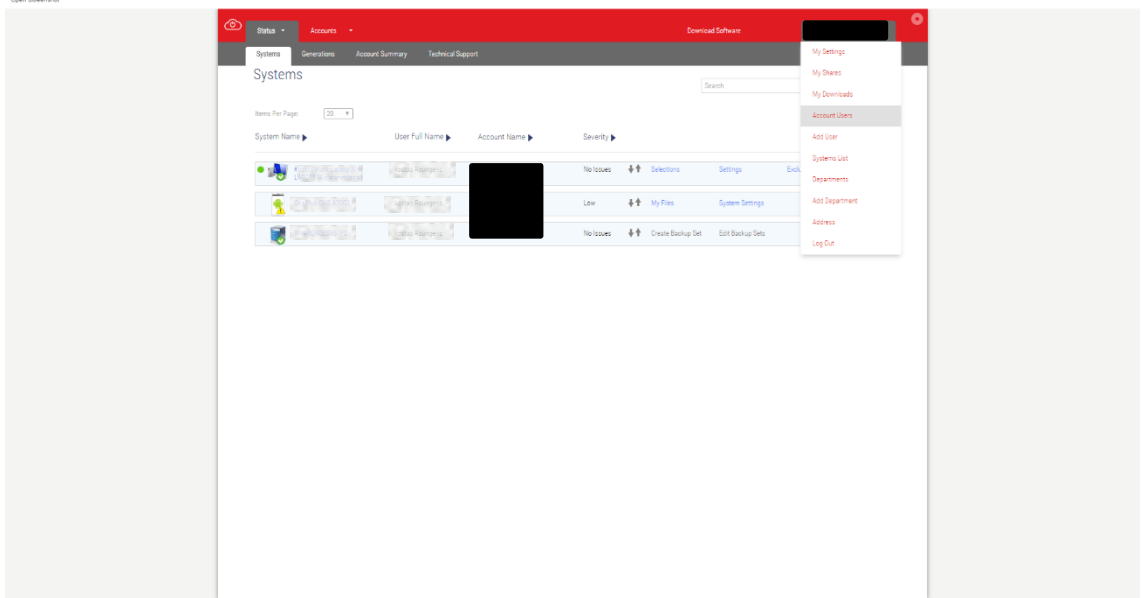 Status Accounts Download Software
Systems Generations Account Summary Technical Support
Systems
Search
Items Per Page: 20
System Name User Full Name Account Name Severity
No Issues Selections Settings Exclu
Low My Files System Settings
No Issues Create Backup Set Edit Backup Sets
My Settings
My Shares
My Downloads
Account Users
Add User
Systems List
Departments
Add Department
Address
Log Out